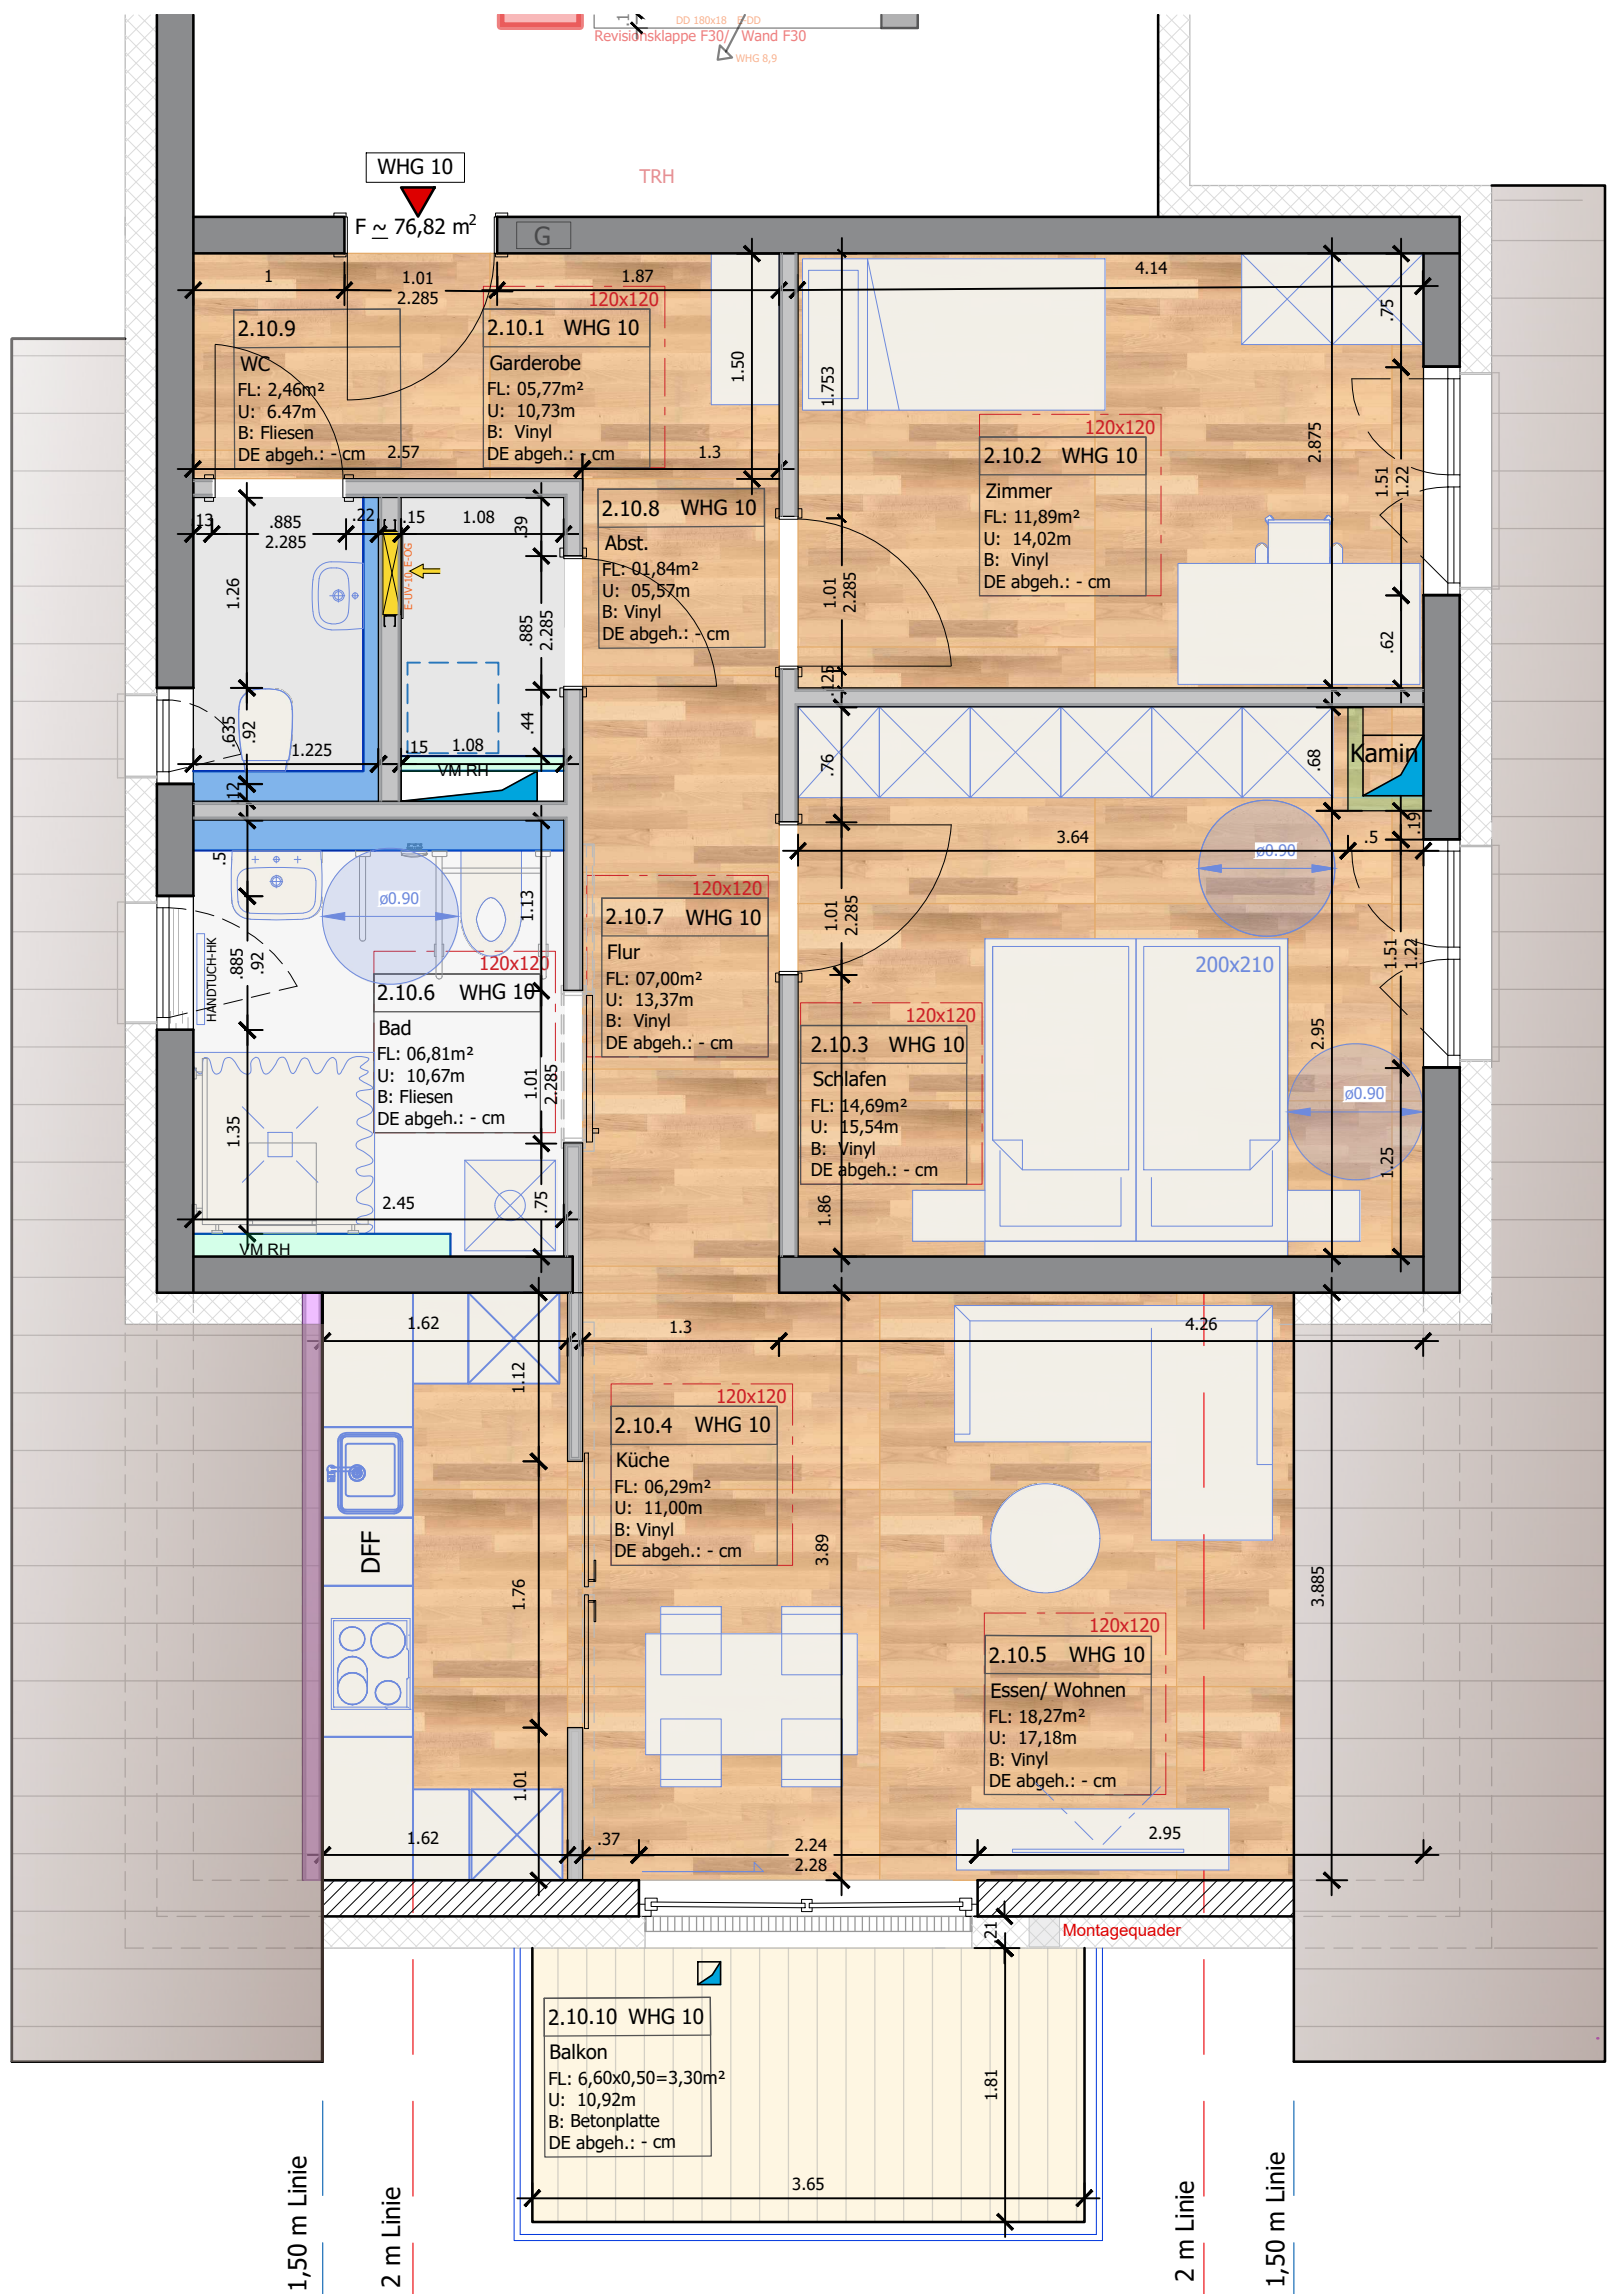 DD 180x18 E-DD
Revisionsklappe F30/ Wand F30
WHG 8,9
TRH
WHG 10
F ~ 76,82 m²
G
1
1.01
2.285
1.87
4.14
.75
2.10.9
WC
FL: 2,46m²
U: 6.47m
B: Fliesen
DE abgeh.: - cm
120x120
2.10.1 WHG 10
Garderobe
FL: 05,77m²
U: 10,73m
B: Vinyl
DE abgeh.: - cm
2.57
1.3
1.50
1.753
2.875
1.51
1.22
120x120
2.10.2 WHG 10
Zimmer
FL: 11,89m²
U: 14,02m
B: Vinyl
DE abgeh.: - cm
2.10.8 WHG 10
Abst.
FL: 01,84m²
U: 05,57m
B: Vinyl
DE abgeh.: - cm
.13
.885
2.285
.22
.15
1.08
.39
E-UV-10, E-OG
1.26
.885
2.285
1.01
2.285
.62
.125
.635
.92
1.225
.15
1.08
.44
VM RH
.12
.76
.68
Kamin
.19
3.64
.5
ø0.90
.5
ø0.90
1.13
HANDTUCH-HK
.885
.92
120x120
2.10.6 WHG 10
Bad
FL: 06,81m²
U: 10,67m
B: Fliesen
DE abgeh.: - cm
1.01
2.285
1.35
2.45
.75
VM RH
120x120
2.10.7 WHG 10
Flur
FL: 07,00m²
U: 13,37m
B: Vinyl
DE abgeh.: - cm
1.01
2.285
1.51
1.22
200x210
120x120
2.10.3 WHG 10
Schlafen
FL: 14,69m²
U: 15,54m
B: Vinyl
DE abgeh.: - cm
2.95
ø0.90
1.25
1.86
1.62
1.3
4.26
1.12
120x120
2.10.4 WHG 10
Küche
FL: 06,29m²
U: 11,00m
B: Vinyl
DE abgeh.: - cm
DFF
1.76
3.89
3.885
120x120
2.10.5 WHG 10
Essen/ Wohnen
FL: 18,27m²
U: 17,18m
B: Vinyl
DE abgeh.: - cm
1.01
1.62
.37
2.24
2.28
2.95
.21
Montagequader
2.10.10 WHG 10
Balkon
FL: 6,60x0,50=3,30m²
U: 10,92m
B: Betonplatte
DE abgeh.: - cm
1.81
3.65
1,50 m Linie
2 m Linie
2 m Linie
1,50 m Linie